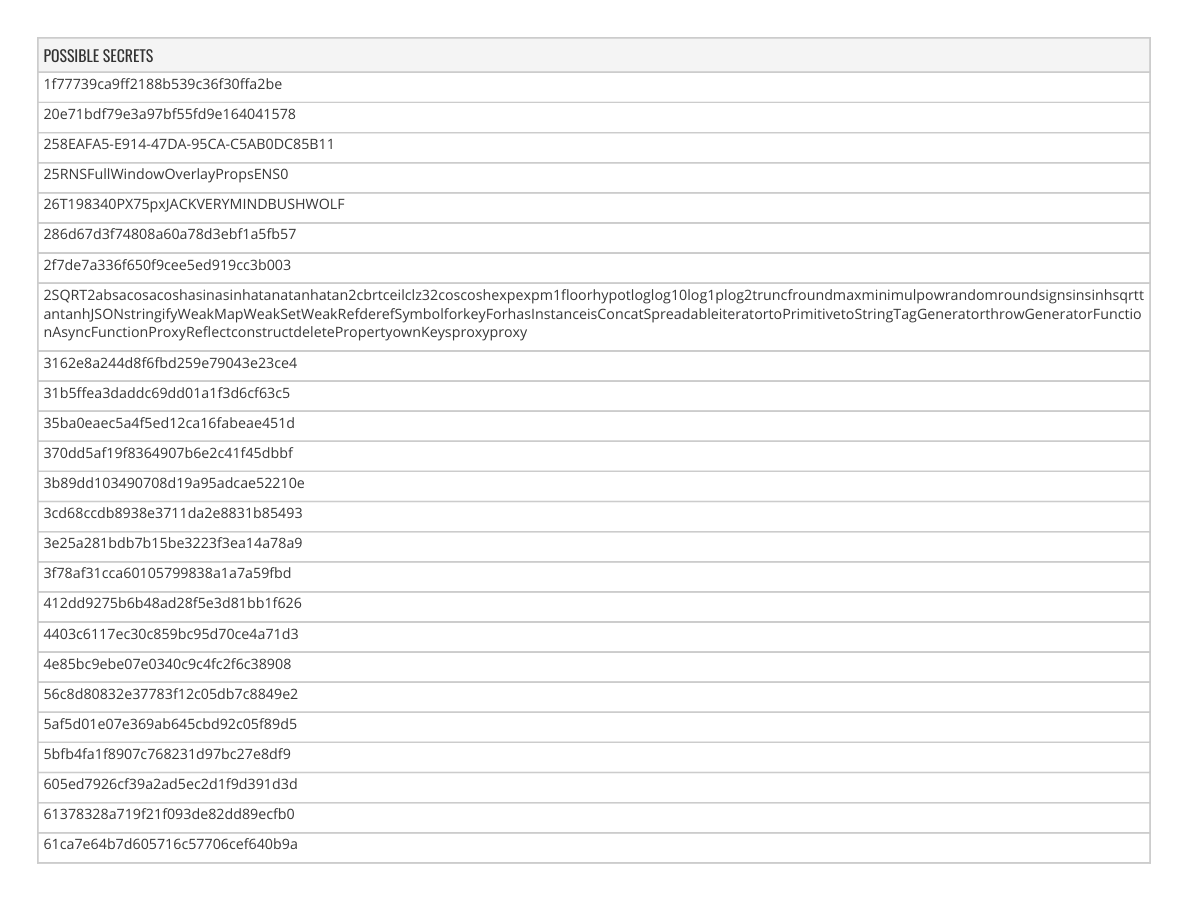 POSSIBLE SECRETS
1f77739ca9ff2188b539c36f30ffa2be
20e71bdf79e3a97bf55fd9e164041578
258EAFA5-E914-47DA-95CA-C5AB0DC85B11
25RNSFullWindowOverlayPropsENS0
26T198340PX75pxJACKVERYMINDBUSHWOLF
286d67d3f74808a60a78d3ebf1a5fb57
2f7de7a336f650f9cee5ed919cc3b003
2SQRT2absacosacoshasinasinhatanatanhatan2cbrtceilclz32coscoshexpexpm1floorhypotloglog10log1plog2truncfroundmaxminimulpowrandomroundsignsinsinhsqrtt
antanhJSONstringifyWeakMapWeakSetWeakRefderefSymbolforkeyForhasInstanceisConcatSpreadableiteratortoPrimitivetoStringTagGeneratorthrowGeneratorFunctio
nAsyncFunctionProxyReflectconstructdeletePropertyownKeysproxyproxy
3162e8a244d8f6fbd259e79043e23ce4
31b5ffea3daddc69dd01a1f3d6cf63c5
35ba0eaec5a4f5ed12ca16fabeae451d
370dd5af19f8364907b6e2c41f45dbbf
3b89dd103490708d19a95adcae52210e
3cd68ccdb8938e3711da2e8831b85493
3e25a281bdb7b15be3223f3ea14a78a9
3f78af31cca60105799838a1a7a59fbd
412dd9275b6b48ad28f5e3d81bb1f626
4403c6117ec30c859bc95d70ce4a71d3
4e85bc9ebe07e0340c9c4fc2f6c38908
56c8d80832e37783f12c05db7c8849e2
5af5d01e07e369ab645cbd92c05f89d5
5bfb4fa1f8907c768231d97bc27e8df9
605ed7926cf39a2ad5ec2d1f9d391d3d
61378328a719f21f093de82dd89ecfb0
61ca7e64b7d605716c57706cef640b9a